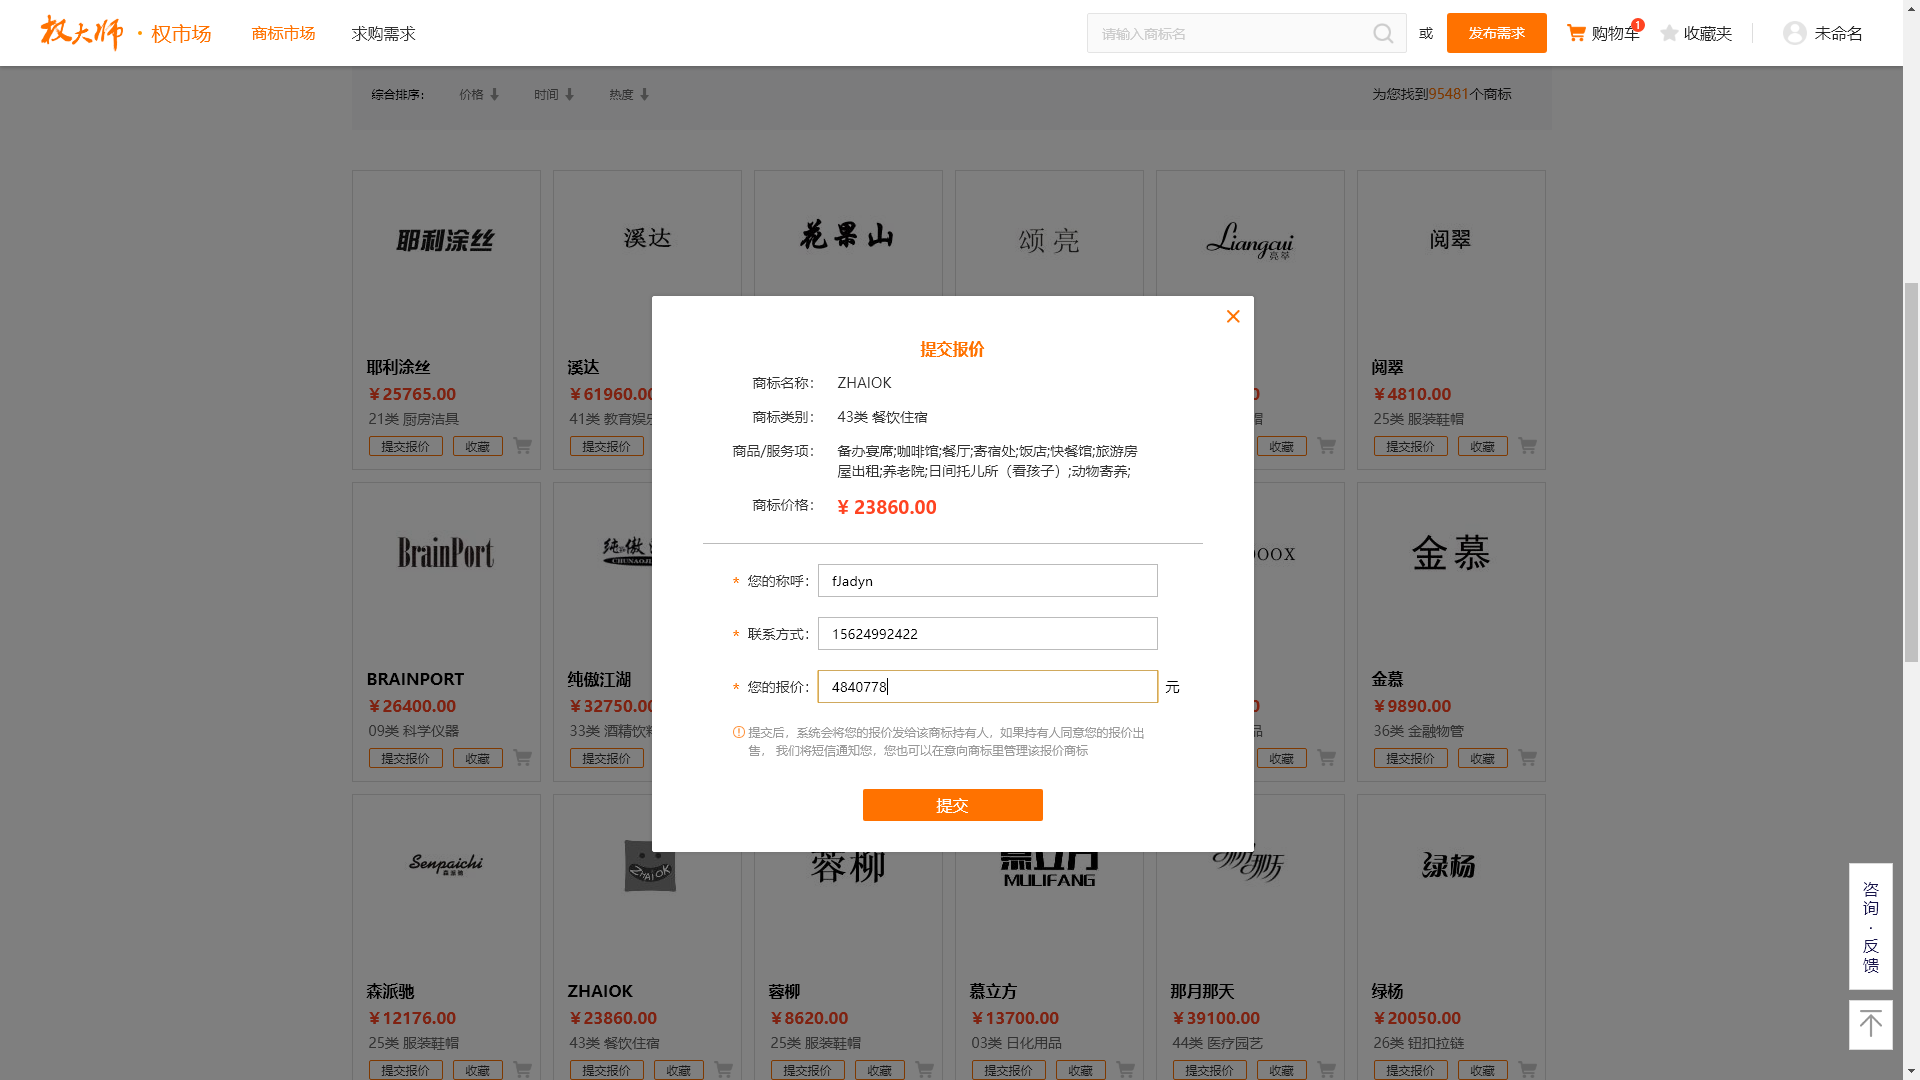 权大师 · 权市场 商标市场 求购需求 请输入商标名 或 发布需求 购物车 1 收藏夹 未命名
综合排序: 价格 时间 热度 为您找到95481个商标
耶利涂丝 溪达 花果山 颂亮 Liangcui 亮萃 阅翠
提交报价
商标名称: ZHAIOK
商标类别: 43类 餐饮住宿
商品/服务项: 备办宴席;咖啡馆;餐厅;寄宿处;饭店;快餐馆;旅游房
屋出租;养老院;日间托儿所（看孩子）;动物寄养;
商标价格: ¥ 23860.00
* 您的称呼: fJadyn
* 联系方式: 15624992422
* 您的报价: 4840778 元
提交后，系统会将您的报价发给该商标持有人，如果持有人同意您的报价出
售， 我们将短信通知您，您也可以在意向商标里管理该报价商标
提交
耶利涂丝 溪达 阅翠
￥25765.00 ￥61960.00 ￥4810.00
21类 厨房洁具 41类 教育娱乐 25类 服装鞋帽
提交报价 收藏 提交报价 收藏 提交报价 收藏
BrainPort 纯傲 CHUNAOJI OOOX 金慕
BRAINPORT 纯傲江湖 金慕
￥26400.00 ￥32750.00 ￥9890.00
09类 科学仪器 33类 酒精饮料 品 36类 金融物管
提交报价 收藏 提交报价 收藏 提交报价 收藏
Senpaichi 森派驰 ZHAIOK 蓉柳 慕立方 MULIFANG 那月那天 绿杨
森派驰 ZHAIOK 蓉柳 慕立方 那月那天 绿杨
￥12176.00 ￥23860.00 ￥8620.00 ￥13700.00 ￥39100.00 ￥20050.00
25类 服装鞋帽 43类 餐饮住宿 25类 服装鞋帽 03类 日化用品 44类 医疗园艺 26类 钮扣拉链
提交报价 收藏 提交报价 收藏 提交报价 收藏 提交报价 收藏 提交报价 收藏 提交报价 收藏
咨询·反馈